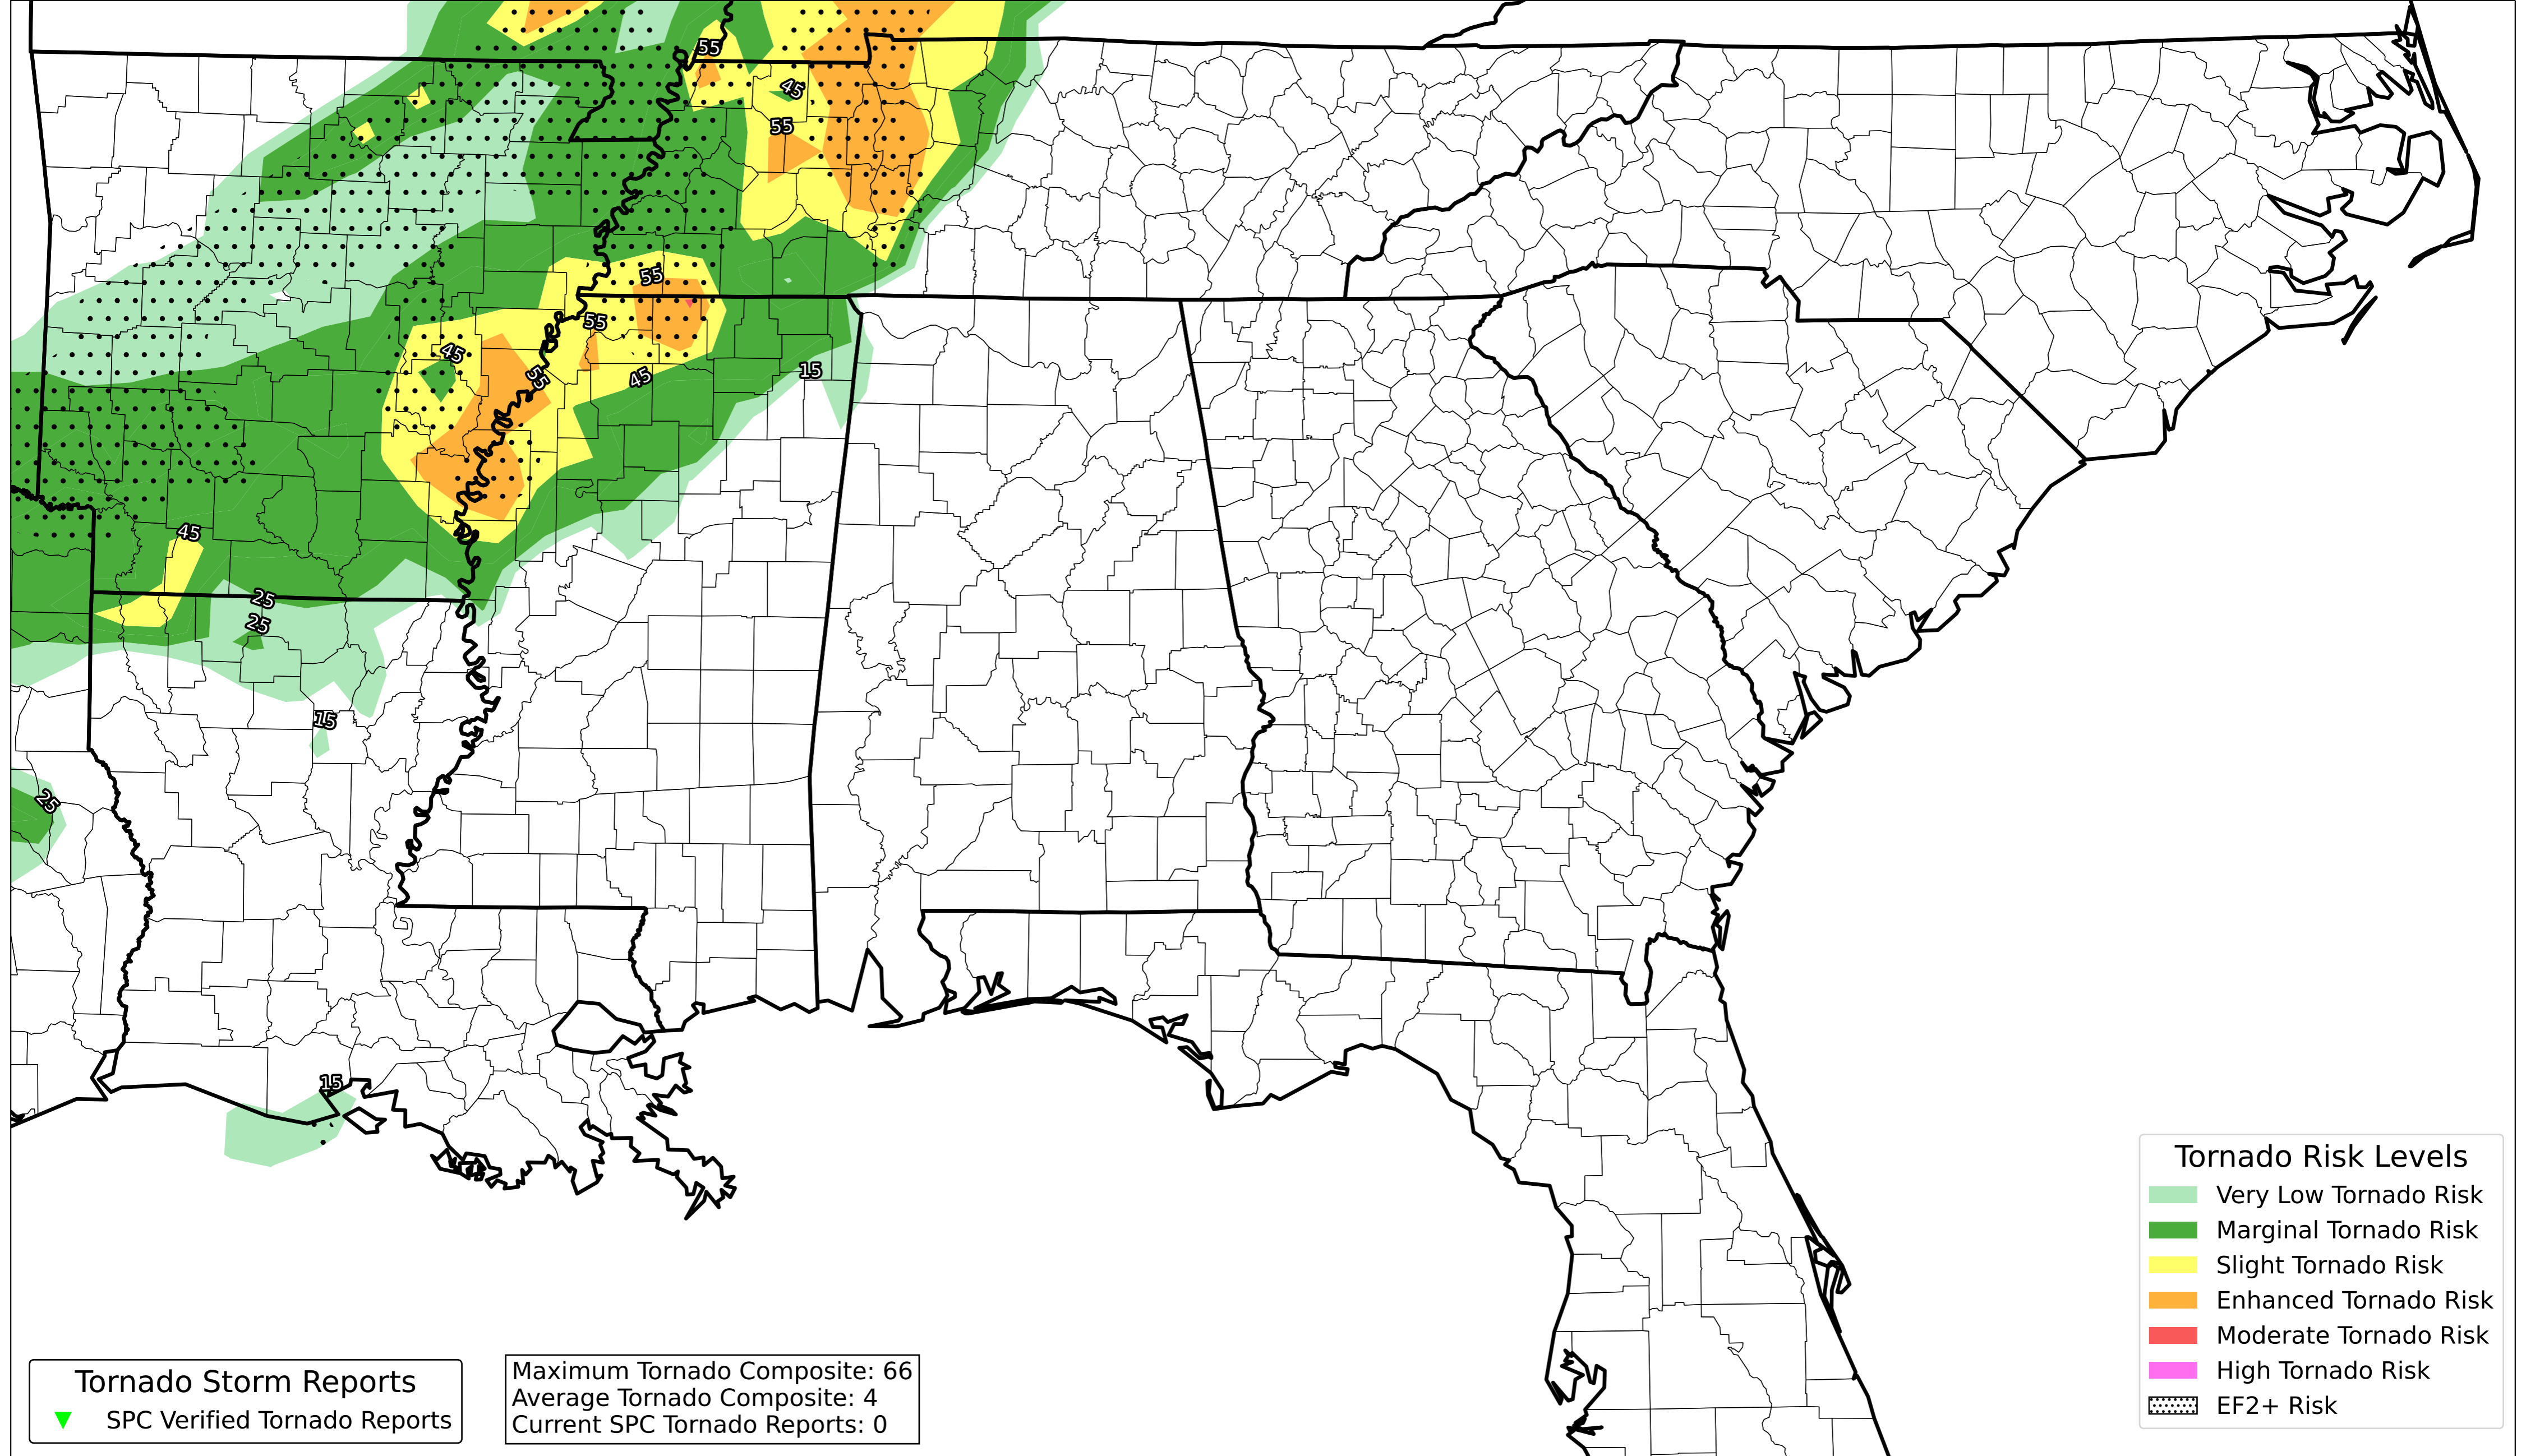 55
45
55
55
55
45
55
45
15
45
25
25
15
25
15
Tornado Risk Levels
Very Low Tornado Risk
Marginal Tornado Risk
Slight Tornado Risk
Enhanced Tornado Risk
Moderate Tornado Risk
High Tornado Risk
EF2+ Risk
Tornado Storm Reports
SPC Verified Tornado Reports
Maximum Tornado Composite: 66
Average Tornado Composite: 4
Current SPC Tornado Reports: 0